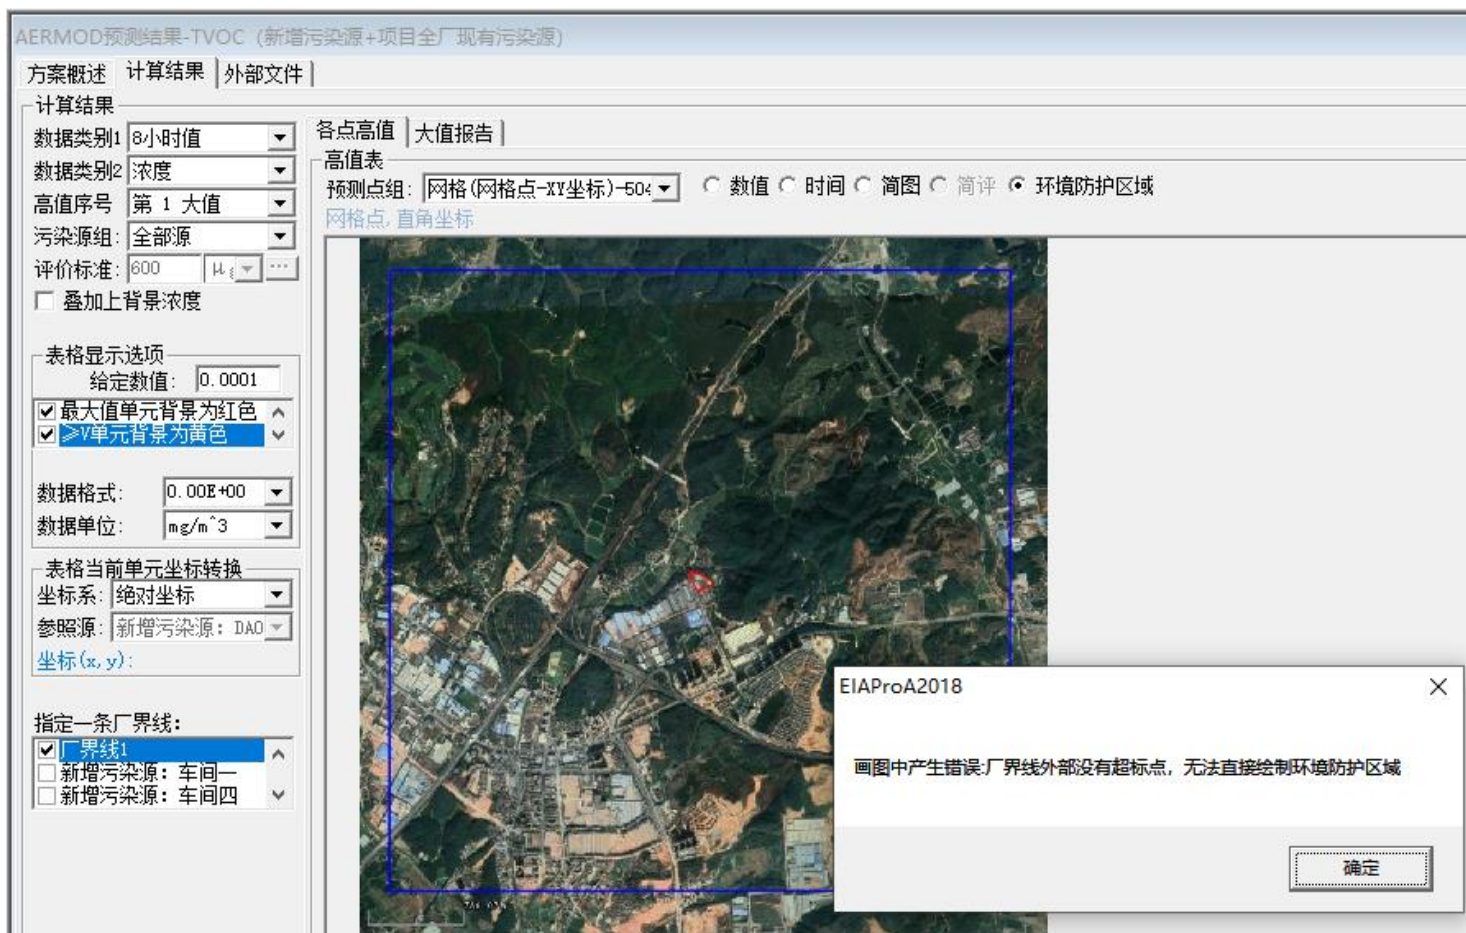 AERMOD预测结果-TVOC（新增污染源+项目全厂现有污染源）
方案概述 计算结果 外部文件
计算结果
数据类别1 8小时值
数据类别2 浓度
高值序号 第 1 大值
污染源组: 全部源
评价标准: 600 μg ...
叠加上背景浓度
表格显示选项
给定数值: 0.0001
最大值单元背景为红色
≥V单元背景为黄色
数据格式: 0.00E+00
数据单位: mg/m^3
表格当前单元坐标转换
坐标系: 绝对坐标
参照源: 新增污染源: DA0
坐标(x,y):
指定一条厂界线:
厂界线1
新增污染源: 车间一
新增污染源: 车间四
各点高值 大值报告
高值表
预测点组: 网格(网格点-XY坐标)-504 数值 时间 简图 简评 环境防护区域
网格点,直角坐标
EIAProA2018
画图中产生错误:厂界线外部没有超标点，无法直接绘制环境防护区域
确定